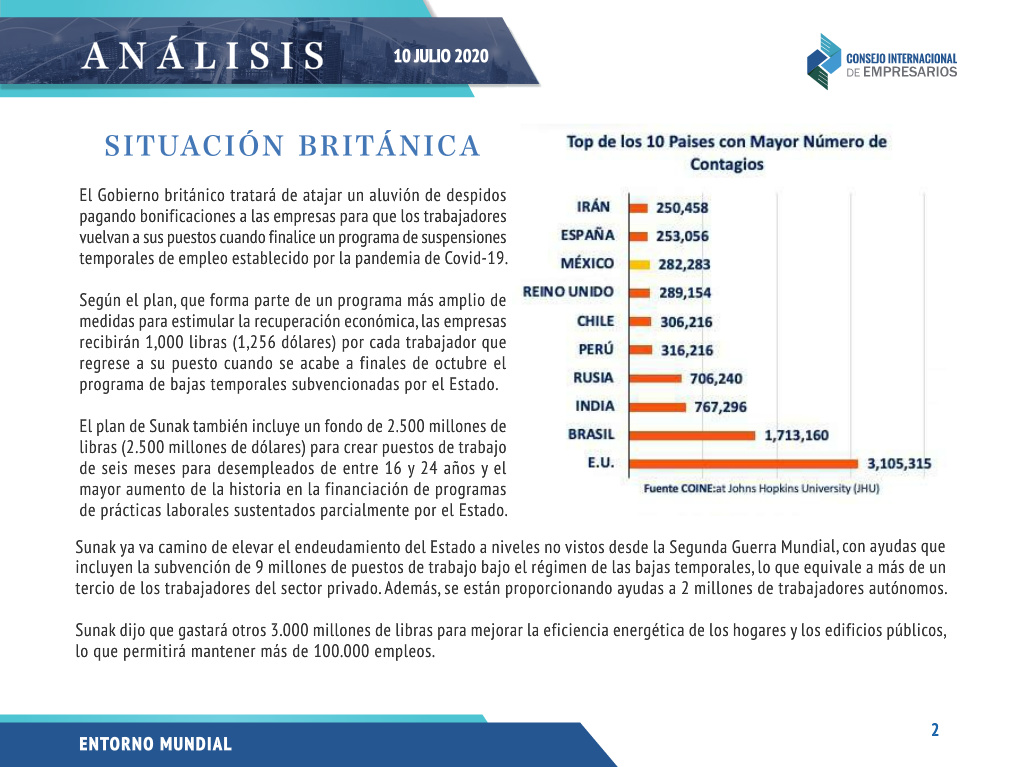 ANÁLISIS
10 JULIO 2020
CONSEJO INTERNACIONAL
DE EMPRESARIOS
SITUACIÓN BRITÁNICA
El Gobierno británico tratará de atajar un aluvión de despidos
pagando bonificaciones a las empresas para que los trabajadores
vuelvan a sus puestos cuando finalice un programa de suspensiones
temporales de empleo establecido por la pandemia de Covid-19.
Según el plan, que forma parte de un programa más amplio de
medidas para estimular la recuperación económica, las empresas
recibirán 1,000 libras (1,256 dólares) por cada trabajador que
regrese a su puesto cuando se acabe a finales de octubre el
programa de bajas temporales subvencionadas por el Estado.
El plan de Sunak también incluye un fondo de 2.500 millones de
libras (2.500 millones de dólares) para crear puestos de trabajo
de seis meses para desempleados de entre 16 y 24 años y el
mayor aumento de la historia en la financiación de programas
de prácticas laborales sustentados parcialmente por el Estado.
Top de los 10 Paises con Mayor Número de
Contagios
IRÁN 250,458
ESPAÑA 253,056
MÉXICO 282,283
REINO UNIDO 289,154
CHILE 306,216
PERÚ 316,216
RUSIA 706,240
INDIA 767,296
BRASIL 1,713,160
E.U. 3,105,315
Fuente COINE:at Johns Hopkins University (JHU)
Sunak ya va camino de elevar el endeudamiento del Estado a niveles no vistos desde la Segunda Guerra Mundial, con ayudas que
incluyen la subvención de 9 millones de puestos de trabajo bajo el régimen de las bajas temporales, lo que equivale a más de un
tercio de los trabajadores del sector privado. Además, se están proporcionando ayudas a 2 millones de trabajadores autónomos.
Sunak dijo que gastará otros 3.000 millones de libras para mejorar la eficiencia energética de los hogares y los edificios públicos,
lo que permitirá mantener más de 100.000 empleos.
ENTORNO MUNDIAL
2